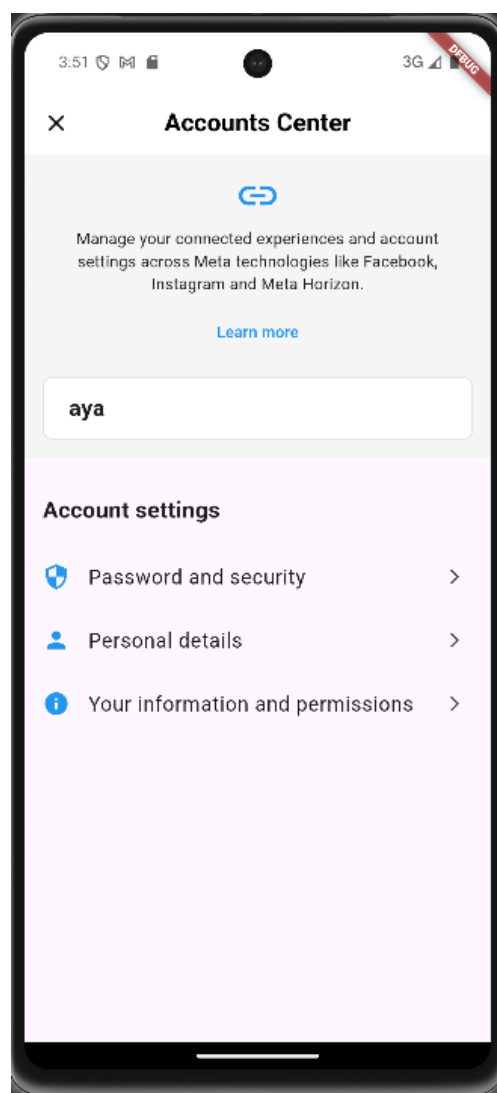 3:51
3G
DEBUG
Accounts Center
Manage your connected experiences and account
settings across Meta technologies like Facebook,
Instagram and Meta Horizon.
Learn more
aya
Account settings
Password and security
Personal details
Your information and permissions